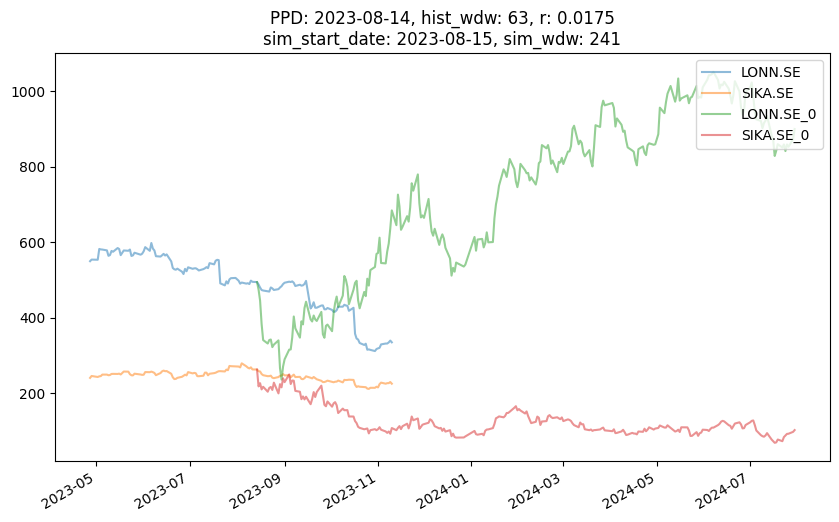 PPD: 2023-08-14, hist_wdw: 63, r: 0.0175
sim_start_date: 2023-08-15, sim_wdw: 241
LONN.SE
SIKA.SE
LONN.SE_0
SIKA.SE_0
1000
800
600
400
200
2023-05
2023-07
2023-09
2023-11
2024-01
2024-03
2024-05
2024-07